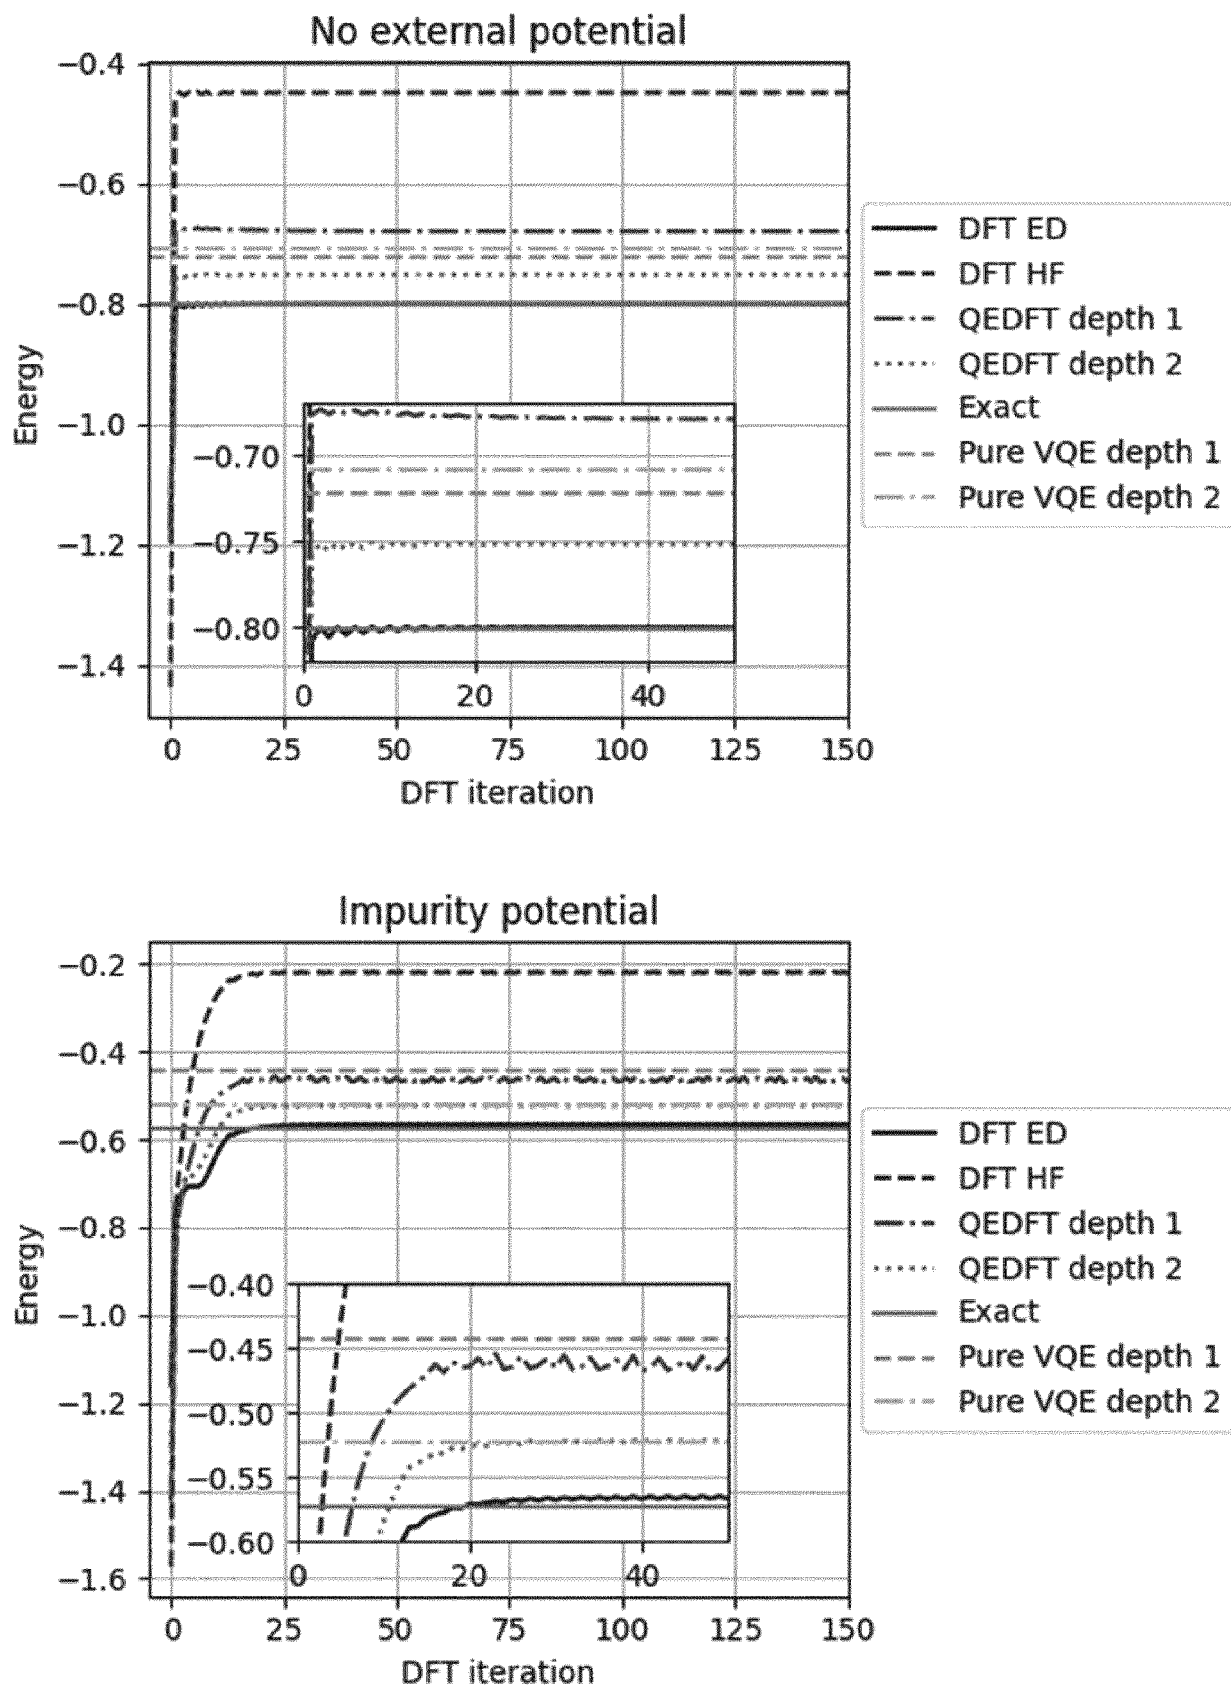 No external potential
−0.4
−0.6
−0.8
−1.0
−1.2
−1.4
Energy
−0.70
−0.75
−0.80
0 20 40
0 25 50 75 100 125 150
DFT iteration
DFT ED
DFT HF
QEDFT depth 1
QEDFT depth 2
Exact
Pure VQE depth 1
Pure VQE depth 2
Impurity potential
−0.2
−0.4
−0.6
−0.8
−1.0
−1.2
−1.4
−1.6
Energy
−0.40
−0.45
−0.50
−0.55
−0.60
0 20 40
0 25 50 75 100 125 150
DFT iteration
DFT ED
DFT HF
QEDFT depth 1
QEDFT depth 2
Exact
Pure VQE depth 1
Pure VQE depth 2